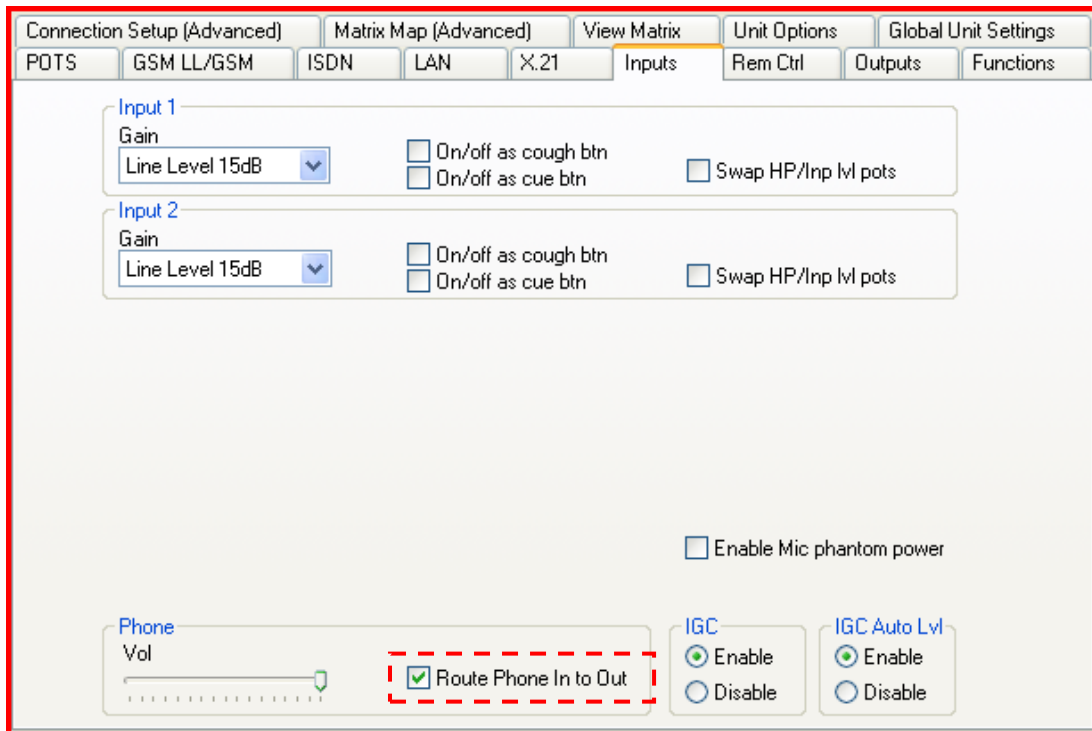 Connection Setup (Advanced) Matrix Map (Advanced) View Matrix Unit Options Global Unit Settings
POTS GSM LL/GSM ISDN LAN X.21 Inputs Rem Ctrl Outputs Functions
Input 1
Gain
Line Level 15dB
On/off as cough btn
On/off as cue btn
Swap HP/Inp lvl pots
Input 2
Gain
Line Level 15dB
On/off as cough btn
On/off as cue btn
Swap HP/Inp lvl pots
Enable Mic phantom power
Phone
Vol
Route Phone In to Out
IGC
Enable
Disable
IGC Auto Lvl
Enable
Disable